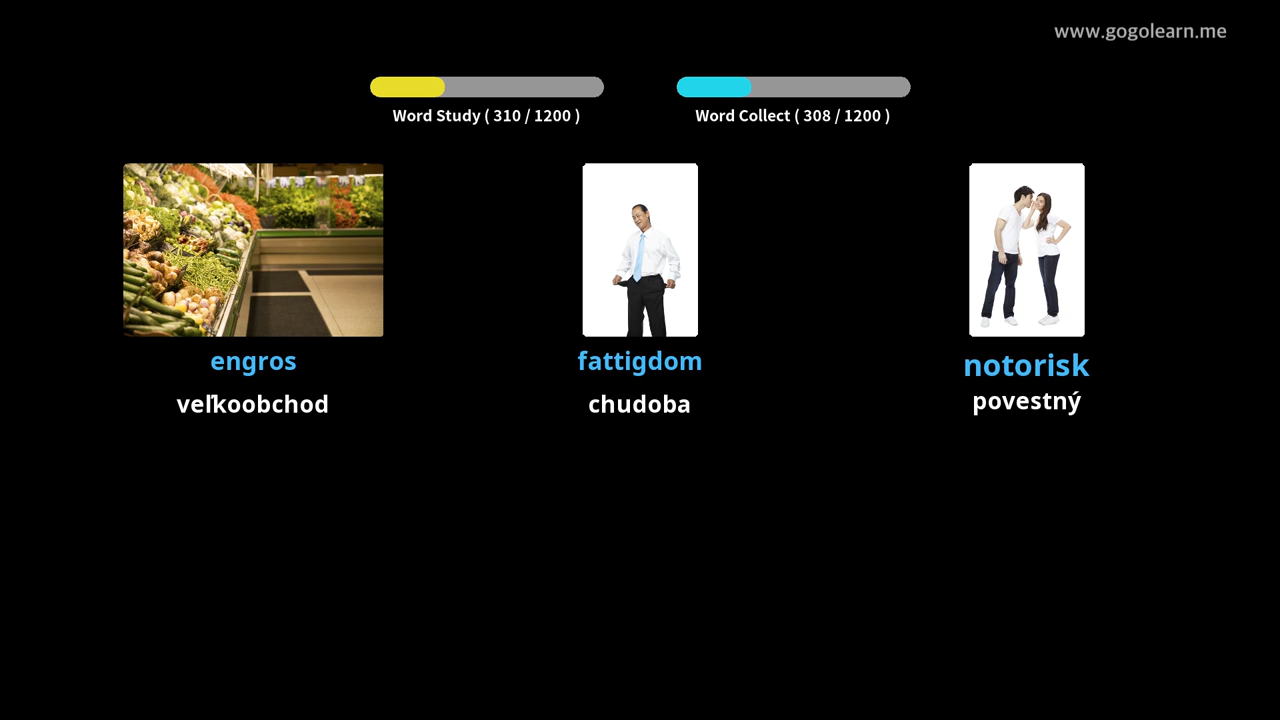 www.gogolearn.me
Word Study ( 310 / 1200 )
Word Collect ( 308 / 1200 )
engros
fattigdom
notorisk
veľkoobchod
chudoba
povestný